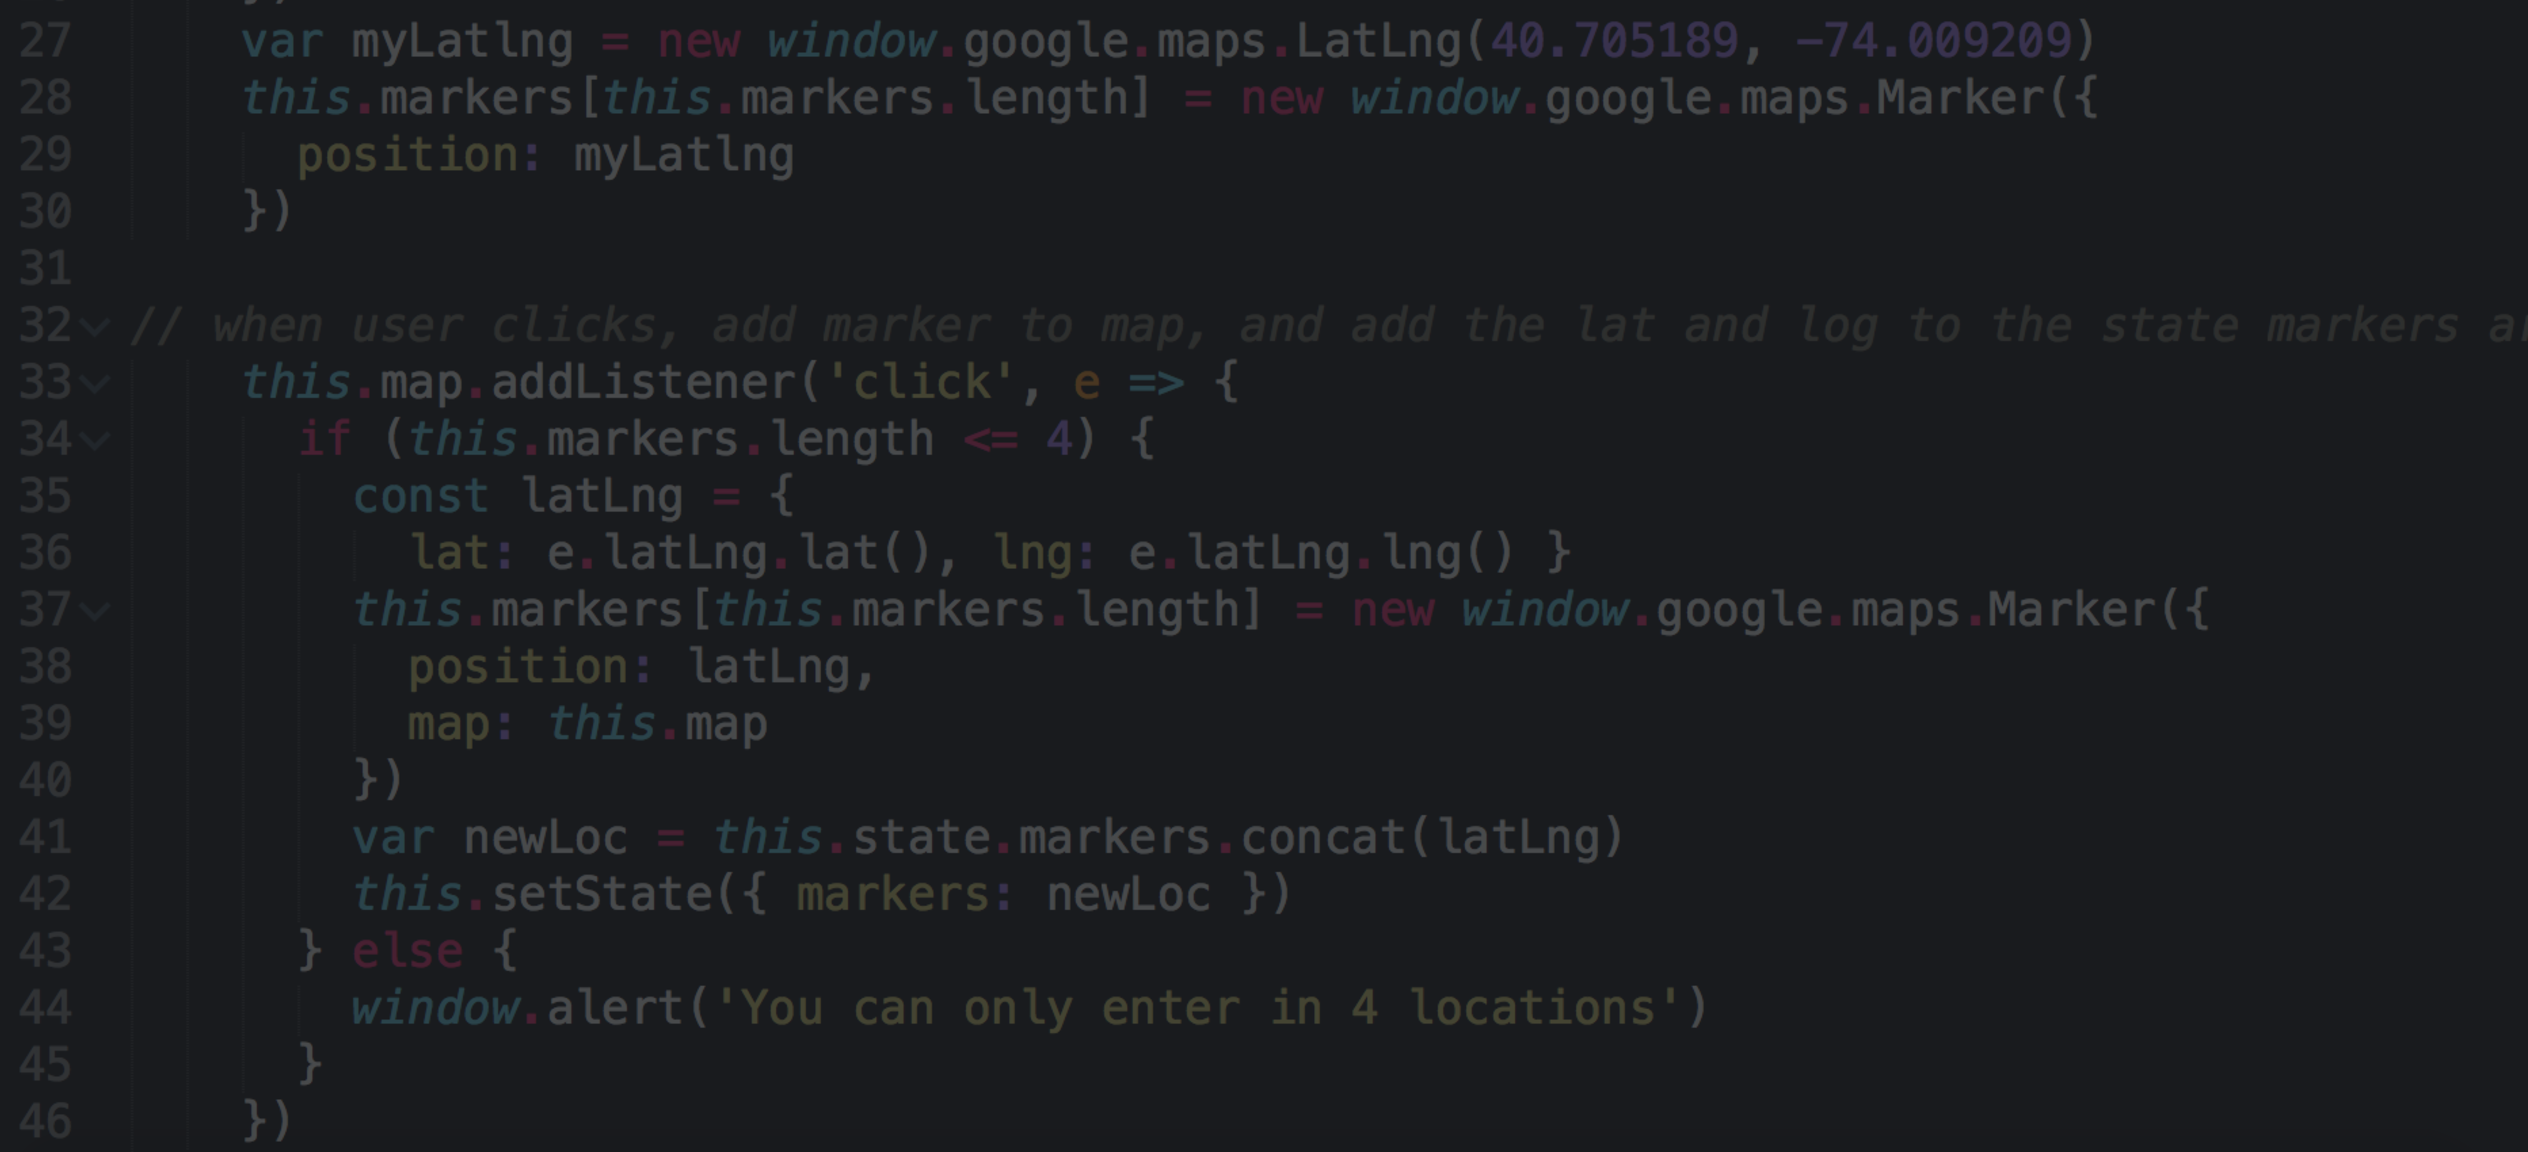 27 var myLatlng = new window.google.maps.LatLng(40.705189, -74.009209)
28 this.markers[this.markers.length] = new window.google.maps.Marker({
29 position: myLatlng
30 })
31
32 // when user clicks, add marker to map, and add the lat and log to the state markers
33 this.map.addListener('click', e => {
34 if (this.markers.length <= 4) {
35 const latLng = {
36 lat: e.latLng.lat(), lng: e.latLng.lng() }
37 this.markers[this.markers.length] = new window.google.maps.Marker({
38 position: latLng,
39 map: this.map
40 })
41 var newLoc = this.state.markers.concat(latLng)
42 this.setState({ markers: newLoc })
43 } else {
44 window.alert('You can only enter in 4 locations')
45 }
46 })